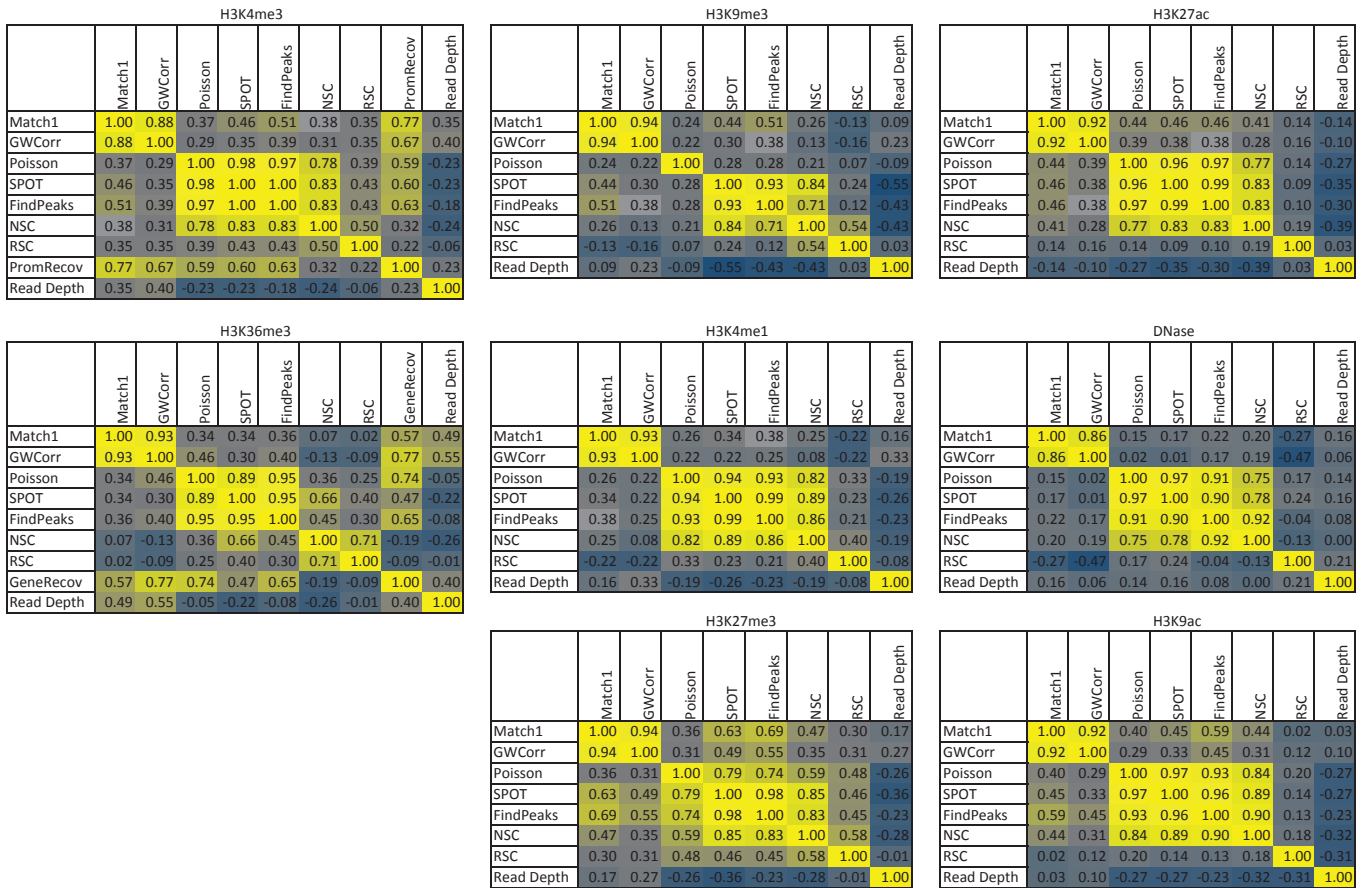 H3K4me3
Match1 GWCorr Poisson SPOT FindPeaks NSC RSC PromRecov Read Depth
Match1 1.00 0.88 0.37 0.46 0.51 0.38 0.35 0.77 0.35
GWCorr 0.88 1.00 0.29 0.35 0.39 0.31 0.35 0.67 0.40
Poisson 0.37 0.29 1.00 0.98 0.97 0.78 0.39 0.59 -0.23
SPOT 0.46 0.35 0.98 1.00 1.00 0.83 0.43 0.60 -0.23
FindPeaks 0.51 0.39 0.97 1.00 1.00 0.83 0.43 0.63 -0.18
NSC 0.38 0.31 0.78 0.83 0.83 1.00 0.50 0.32 -0.24
RSC 0.35 0.35 0.39 0.43 0.43 0.50 1.00 0.22 -0.06
PromRecov 0.77 0.67 0.59 0.60 0.63 0.32 0.22 1.00 0.23
Read Depth 0.35 0.40 -0.23 -0.23 -0.18 -0.24 -0.06 0.23 1.00
H3K9me3
Match1 GWCorr Poisson SPOT FindPeaks NSC RSC Read Depth
Match1 1.00 0.94 0.24 0.44 0.51 0.26 -0.13 0.09
GWCorr 0.94 1.00 0.22 0.30 0.38 0.13 -0.16 0.23
Poisson 0.24 0.22 1.00 0.28 0.28 0.21 0.07 -0.09
SPOT 0.44 0.30 0.28 1.00 0.93 0.84 0.24 -0.55
FindPeaks 0.51 0.38 0.28 0.93 1.00 0.71 0.12 -0.43
NSC 0.26 0.13 0.21 0.84 0.71 1.00 0.54 -0.43
RSC -0.13 -0.16 0.07 0.24 0.12 0.54 1.00 0.03
Read Depth 0.09 0.23 -0.09 -0.55 -0.43 -0.43 0.03 1.00
H3K27ac
Match1 GWCorr Poisson SPOT FindPeaks NSC RSC Read Depth
Match1 1.00 0.92 0.44 0.46 0.46 0.41 0.14 -0.14
GWCorr 0.92 1.00 0.39 0.38 0.38 0.28 0.16 -0.10
Poisson 0.44 0.39 1.00 0.96 0.97 0.77 0.14 -0.27
SPOT 0.46 0.38 0.96 1.00 0.99 0.83 0.09 -0.35
FindPeaks 0.46 0.38 0.97 0.99 1.00 0.83 0.10 -0.30
NSC 0.41 0.28 0.77 0.83 0.83 1.00 0.19 -0.39
RSC 0.14 0.16 0.14 0.09 0.10 0.19 1.00 0.03
Read Depth -0.14 -0.10 -0.27 -0.35 -0.30 -0.39 0.03 1.00
H3K36me3
Match1 GWCorr Poisson SPOT FindPeaks NSC RSC GeneRecov Read Depth
Match1 1.00 0.93 0.34 0.34 0.36 0.07 0.02 0.57 0.49
GWCorr 0.93 1.00 0.46 0.30 0.40 -0.13 -0.09 0.77 0.55
Poisson 0.34 0.46 1.00 0.89 0.95 0.36 0.25 0.74 -0.05
SPOT 0.34 0.30 0.89 1.00 0.95 0.66 0.40 0.47 -0.22
FindPeaks 0.36 0.40 0.95 0.95 1.00 0.45 0.30 0.65 -0.08
NSC 0.07 -0.13 0.36 0.66 0.45 1.00 0.71 -0.19 -0.26
RSC 0.02 -0.09 0.25 0.40 0.30 0.71 1.00 -0.09 -0.01
GeneRecov 0.57 0.77 0.74 0.47 0.65 -0.19 -0.09 1.00 0.40
Read Depth 0.49 0.55 -0.05 -0.22 -0.08 -0.26 -0.01 0.40 1.00
H3K4me1
Match1 GWCorr Poisson SPOT FindPeaks NSC RSC Read Depth
Match1 1.00 0.93 0.26 0.34 0.38 0.25 -0.22 0.16
GWCorr 0.93 1.00 0.22 0.22 0.25 0.08 -0.22 0.33
Poisson 0.26 0.22 1.00 0.94 0.93 0.82 0.33 -0.19
SPOT 0.34 0.22 0.94 1.00 0.99 0.89 0.23 -0.26
FindPeaks 0.38 0.25 0.93 0.99 1.00 0.86 0.21 -0.23
NSC 0.25 0.08 0.82 0.89 0.86 1.00 0.40 -0.19
RSC -0.22 -0.22 0.33 0.23 0.21 0.40 1.00 -0.08
Read Depth 0.16 0.33 -0.19 -0.26 -0.23 -0.19 -0.08 1.00
DNase
Match1 GWCorr Poisson SPOT FindPeaks NSC RSC Read Depth
Match1 1.00 0.86 0.15 0.17 0.22 0.20 -0.27 0.16
GWCorr 0.86 1.00 0.02 0.01 0.17 0.19 -0.47 0.06
Poisson 0.15 0.02 1.00 0.97 0.91 0.75 0.17 0.14
SPOT 0.17 0.01 0.97 1.00 0.90 0.78 0.24 0.16
FindPeaks 0.22 0.17 0.91 0.90 1.00 0.92 -0.04 0.08
NSC 0.20 0.19 0.75 0.78 0.92 1.00 -0.13 0.00
RSC -0.27 -0.47 0.17 0.24 -0.04 -0.13 1.00 0.21
Read Depth 0.16 0.06 0.14 0.16 0.08 0.00 0.21 1.00
H3K27me3
Match1 GWCorr Poisson SPOT FindPeaks NSC RSC Read Depth
Match1 1.00 0.94 0.36 0.63 0.69 0.47 0.30 0.17
GWCorr 0.94 1.00 0.31 0.49 0.55 0.35 0.31 0.27
Poisson 0.36 0.31 1.00 0.79 0.74 0.59 0.48 -0.26
SPOT 0.63 0.49 0.79 1.00 0.98 0.85 0.46 -0.36
FindPeaks 0.69 0.55 0.74 0.98 1.00 0.83 0.45 -0.23
NSC 0.47 0.35 0.59 0.85 0.83 1.00 0.58 -0.28
RSC 0.30 0.31 0.48 0.46 0.45 0.58 1.00 -0.01
Read Depth 0.17 0.27 -0.26 -0.36 -0.23 -0.28 -0.01 1.00
H3K9ac
Match1 GWCorr Poisson SPOT FindPeaks NSC RSC Read Depth
Match1 1.00 0.92 0.40 0.45 0.59 0.44 0.02 0.03
GWCorr 0.92 1.00 0.29 0.33 0.45 0.31 0.12 0.10
Poisson 0.40 0.29 1.00 0.97 0.93 0.84 0.20 -0.27
SPOT 0.45 0.33 0.97 1.00 0.96 0.89 0.14 -0.27
FindPeaks 0.59 0.45 0.93 0.96 1.00 0.90 0.13 -0.23
NSC 0.44 0.31 0.84 0.89 0.90 1.00 0.18 -0.32
RSC 0.02 0.12 0.20 0.14 0.13 0.18 1.00 -0.31
Read Depth 0.03 0.10 -0.27 -0.27 -0.23 -0.32 -0.31 1.00